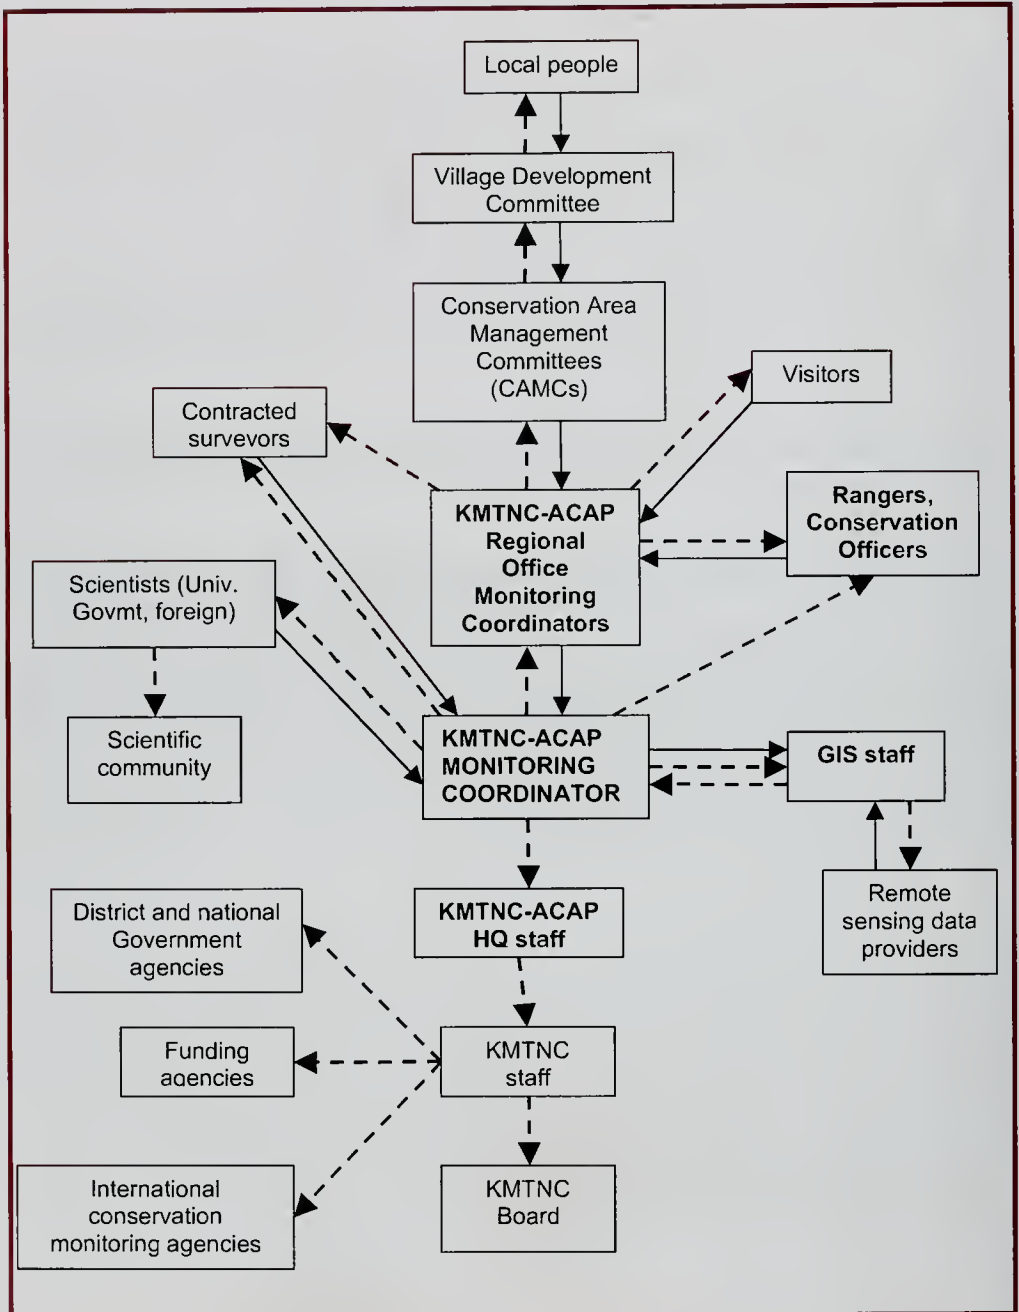 Local people
Village Development
Committee
Conservation Area
Management
Committees
(CAMCs)
Visitors
Contracted
survevors
KMTNC-ACAP
Regional
Office
Monitoring
Coordinators
Rangers,
Conservation
Officers
Scientists (Univ.
Govmt, foreign)
Scientific
community
KMTNC-ACAP
MONITORING
COORDINATOR
GIS staff
Remote
sensing data
providers
KMTNC-ACAP
HQ staff
District and national
Government
agencies
Funding
agencies
KMTNC
staff
International
conservation
monitoring agencies
KMTNC
Board